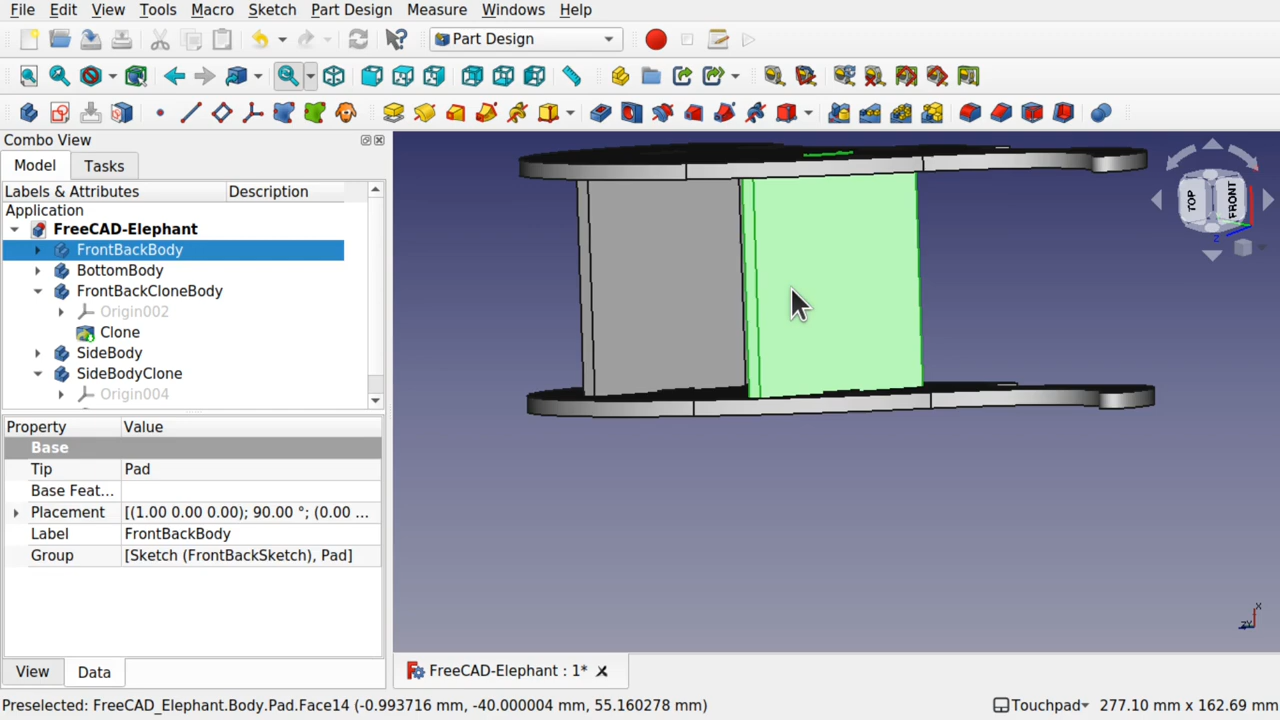 File Edit View Tools Macro Sketch Part Design Measure Windows Help
Part Design
Combo View
Model Tasks
Labels & Attributes Description
Application
FreeCAD-Elephant
FrontBackBody
BottomBody
FrontBackCloneBody
Origin002
Clone
SideBody
SideBodyClone
Origin004
Property Value
Base
Tip Pad
Base Feat...
Placement [(1.00 0.00 0.00); 90.00 °; (0.00 ...
Label FrontBackBody
Group [Sketch (FrontBackSketch), Pad]
View Data
TOP FRONT
X
FreeCAD-Elephant : 1*
Preselected: FreeCAD_Elephant.Body.Pad.Face14 (-0.993716 mm, -40.000004 mm, 55.160278 mm) Touchpad 277.10 mm x 162.69 mm